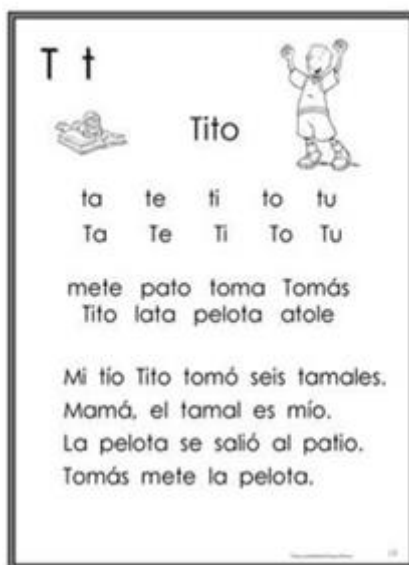 T t
Tito
ta te ti to tu
Ta Te Ti To Tu
mete pato toma Tomás
Tito lata pelota atole
Mi tío Tito tomó seis tamales.
Mamá, el tamal es mío.
La pelota se salió al patio.
Tomás mete la pelota.